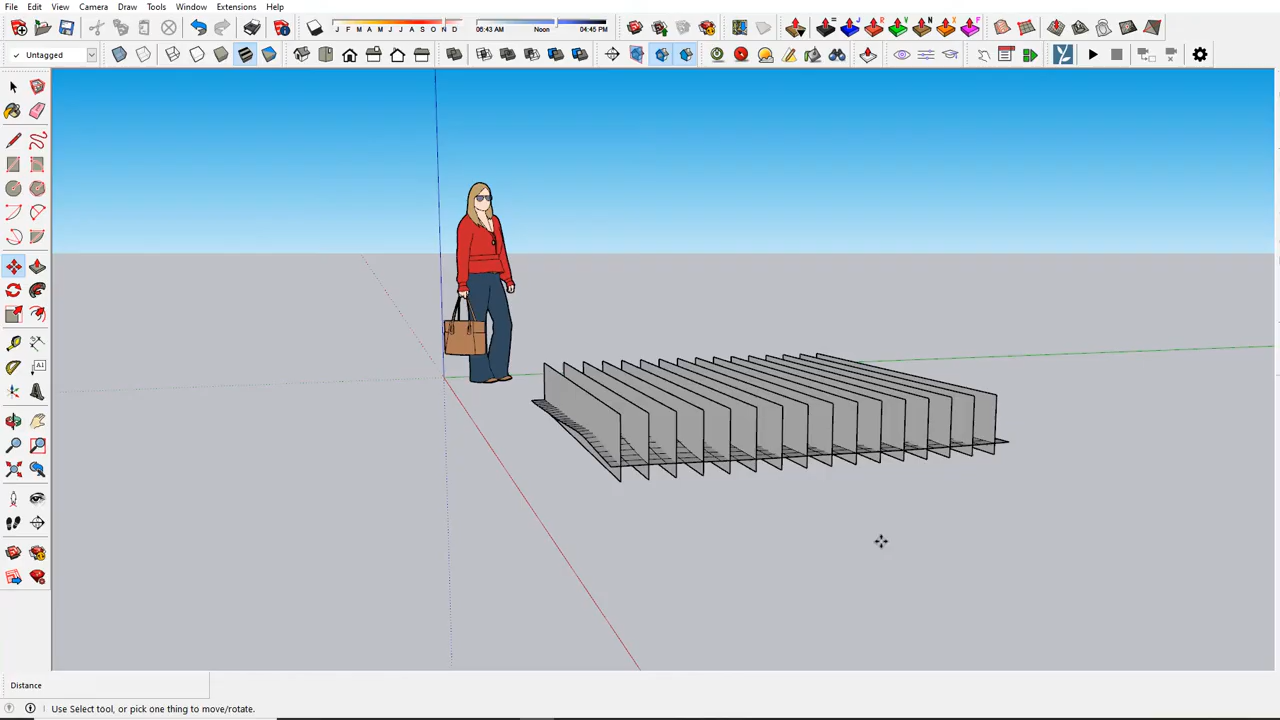 File Edit View Camera Draw Tools Window Extensions Help
J F M A M J J A S O N D
06:43 AM Noon 04:45 PM
✓ Untagged
Distance
Use Select tool, or pick one thing to move/rotate.